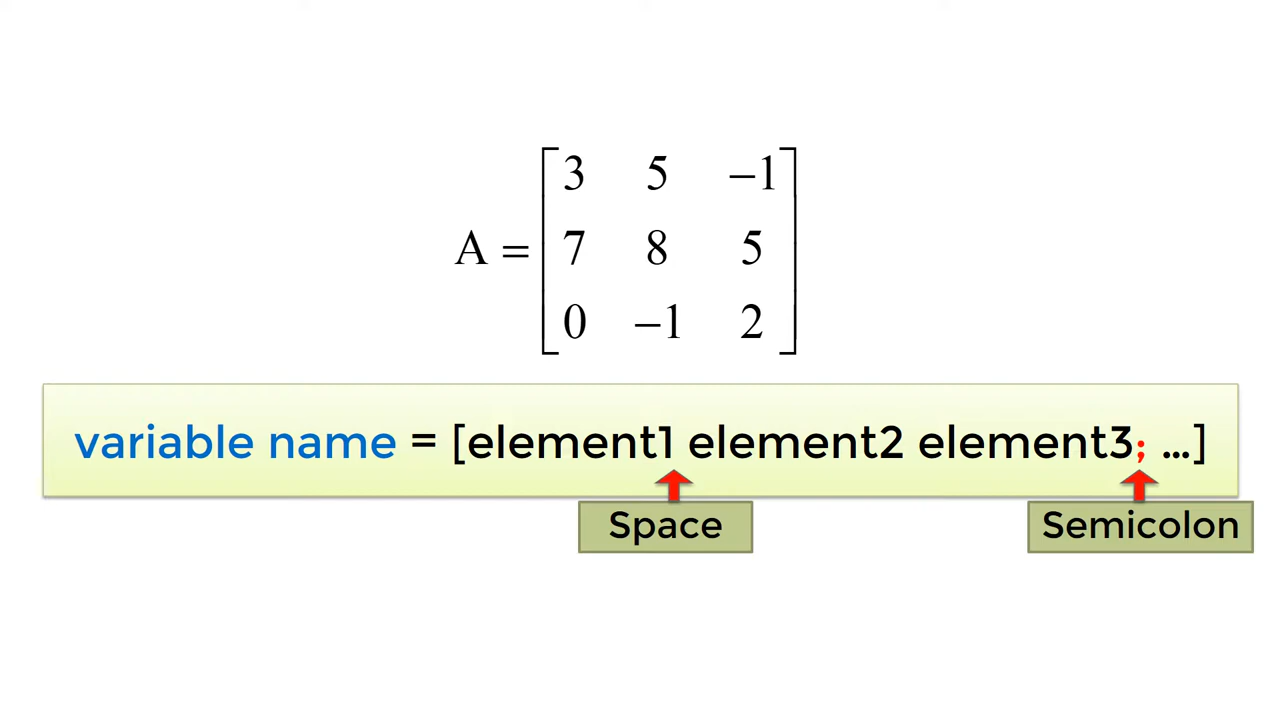 3 5 −1
A = 7 8 5
0 −1 2
variable name = [element1 element2 element3; ...]
Space Semicolon